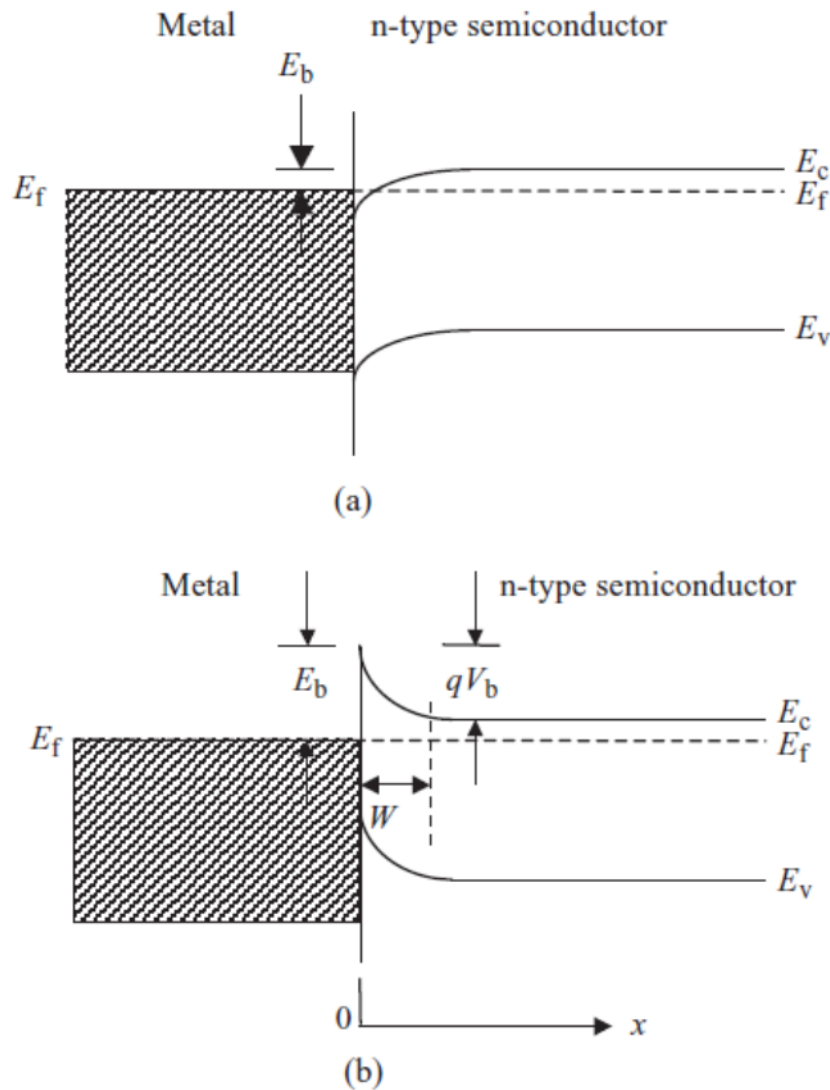 Metal n-type semiconductor
E_b
E_f
E_c
E_f
E_v
(a)
Metal n-type semiconductor
E_b qV_b
E_f
E_c
E_f
W
E_v
0 x
(b)